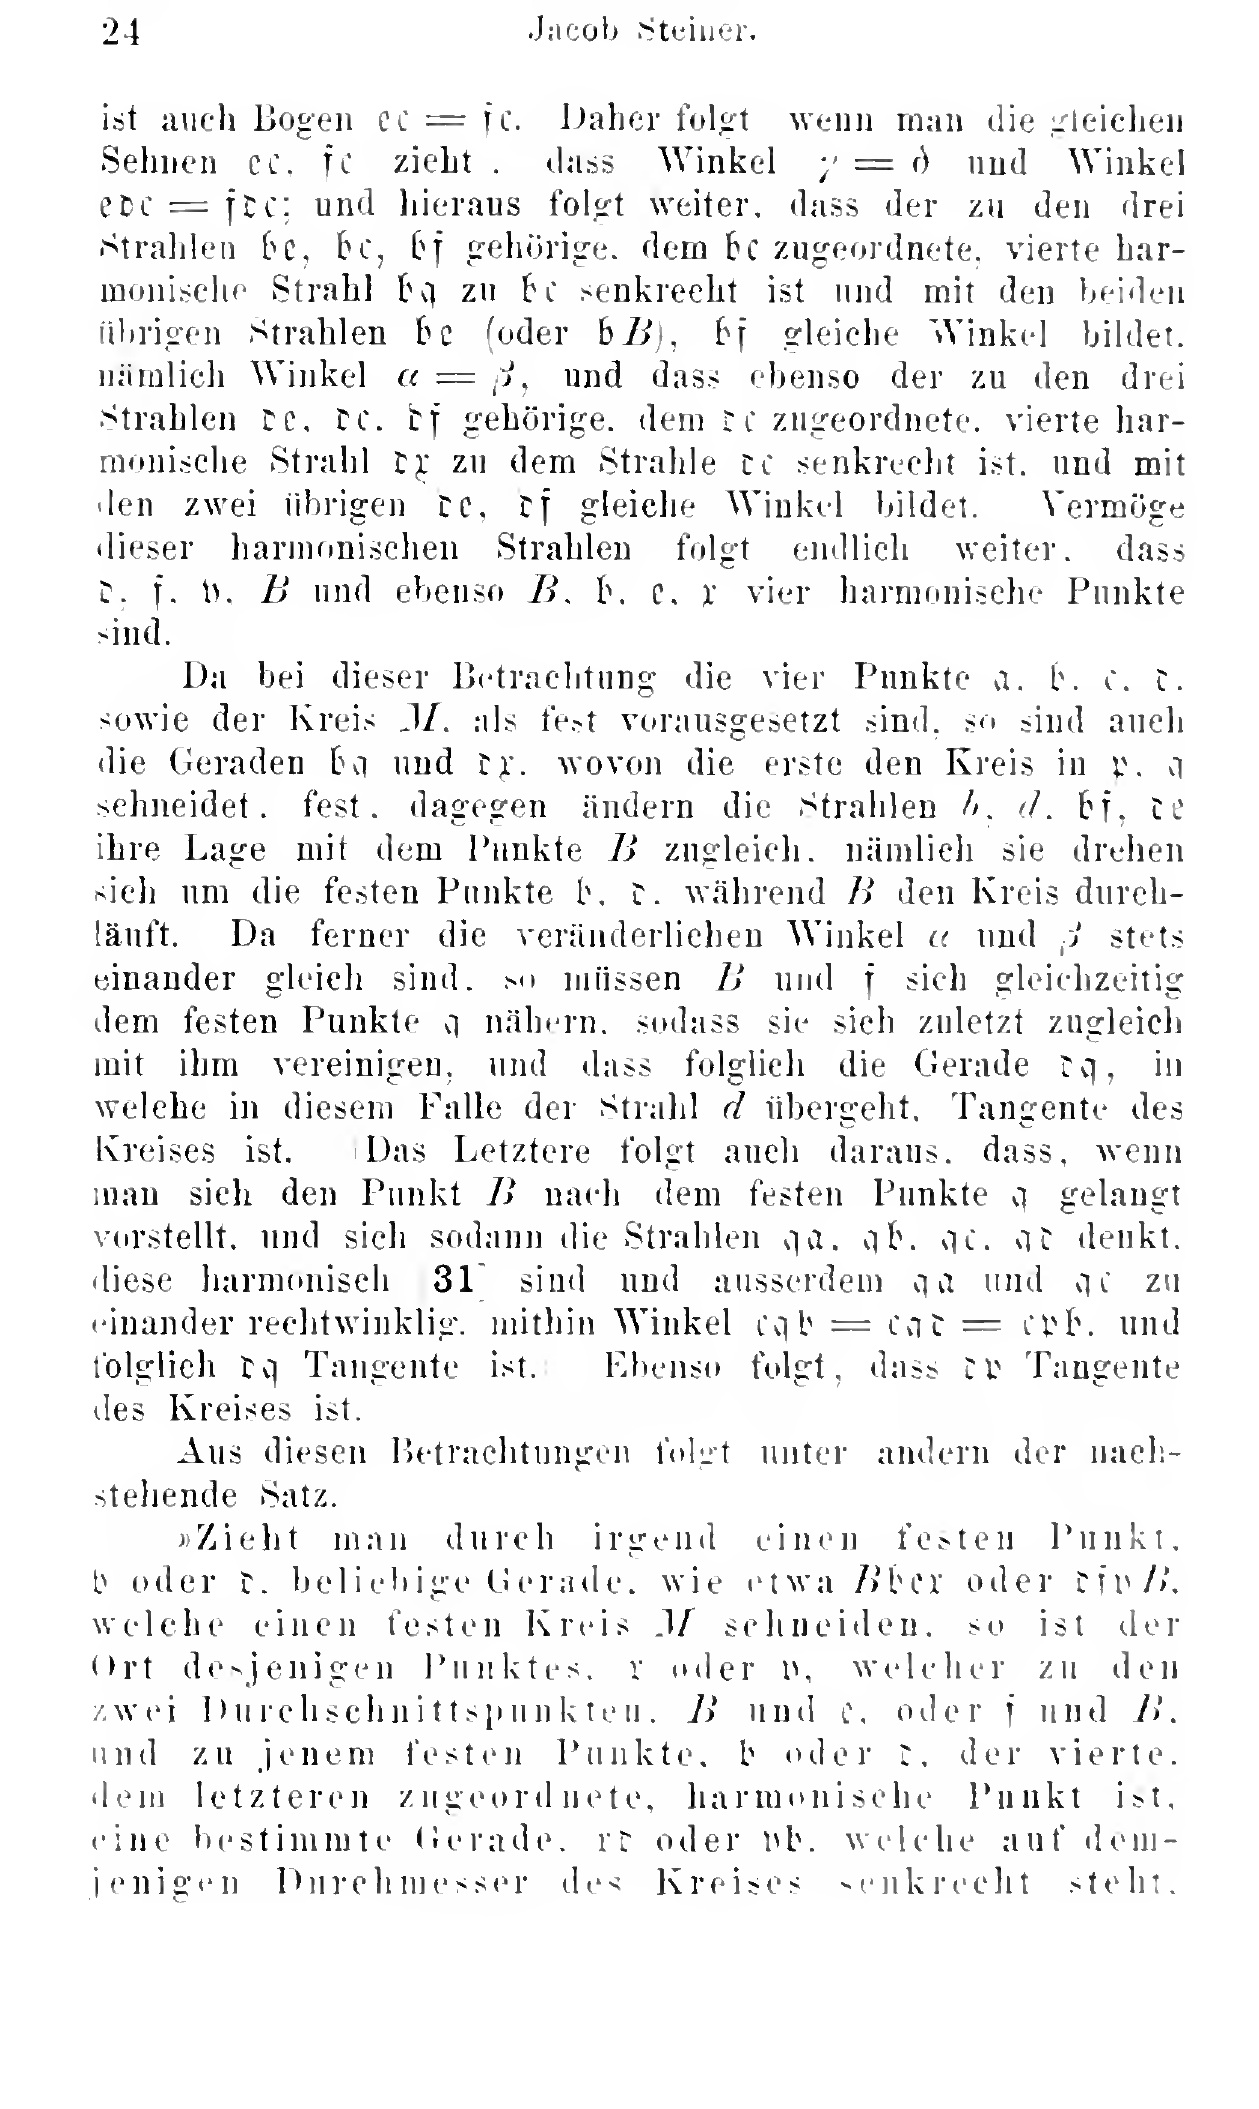 24 Jacob Steiner.
ist auch Bogen ec = fc. Daher folgt wenn man die gleichen
Sehnen ec, fc zieht, dass Winkel γ = δ und Winkel
edc = fdc; und hieraus folgt weiter, dass der zu den drei
Strahlen be, bc, bf gehörige, dem bc zugeordnete, vierte har-
monische Strahl bq zu bc senkrecht ist und mit den beiden
übrigen Strahlen be (oder bB), bf gleiche Winkel bildet,
nämlich Winkel α = β, und dass ebenso der zu den drei
Strahlen de, dc, df gehörige, dem dc zugeordnete, vierte har-
monische Strahl dx zu dem Strahle dc senkrecht ist, und mit
den zwei übrigen de, df gleiche Winkel bildet. Vermöge
dieser harmonischen Strahlen folgt endlich weiter, dass
d, f, y, B und ebenso B, b, e, x vier harmonische Punkte
sind.
Da bei dieser Betrachtung die vier Punkte a, b, c, d,
sowie der Kreis M, als fest vorausgesetzt sind, so sind auch
die Geraden bq und dx, wovon die erste den Kreis in p, q
schneidet, fest, dagegen ändern die Strahlen b, d, bf, de
ihre Lage mit dem Punkte B zugleich, nämlich sie drehen
sich um die festen Punkte b, d, während B den Kreis durch-
läuft. Da ferner die veränderlichen Winkel α und β stets
einander gleich sind, so müssen B und f sich gleichzeitig
dem festen Punkte q nähern, sodass sie sich zuletzt zugleich
mit ihm vereinigen, und dass folglich die Gerade dq, in
welche in diesem Falle der Strahl d übergeht, Tangente des
Kreises ist. Das Letztere folgt auch daraus, dass, wenn
man sich den Punkt B nach dem festen Punkte q gelangt
vorstellt, und sich sodann die Strahlen qa, qb, qc, qd denkt,
diese harmonisch 31 sind und ausserdem qa und qc zu
einander rechtwinklig, mithin Winkel cqb = cqd = cpb, und
folglich dq Tangente ist. Ebenso folgt, dass dp Tangente
des Kreises ist.
Aus diesen Betrachtungen folgt unter andern der nach-
stehende Satz.
»Zieht man durch irgend einen festen Punkt,
b oder d, beliebige Gerade, wie etwa Bbex oder dfyB,
welche einen festen Kreis M schneiden, so ist der
Ort desjenigen Punktes, x oder y, welcher zu den
zwei Durchschnittspunkten, B und e, oder f und B,
und zu jenem festen Punkte, b oder d, der vierte,
dem letzteren zugeordnete, harmonische Punkt ist,
eine bestimmte Gerade, xd oder yb, welche auf dem-
jenigen Durchmesser des Kreises senkrecht steht,